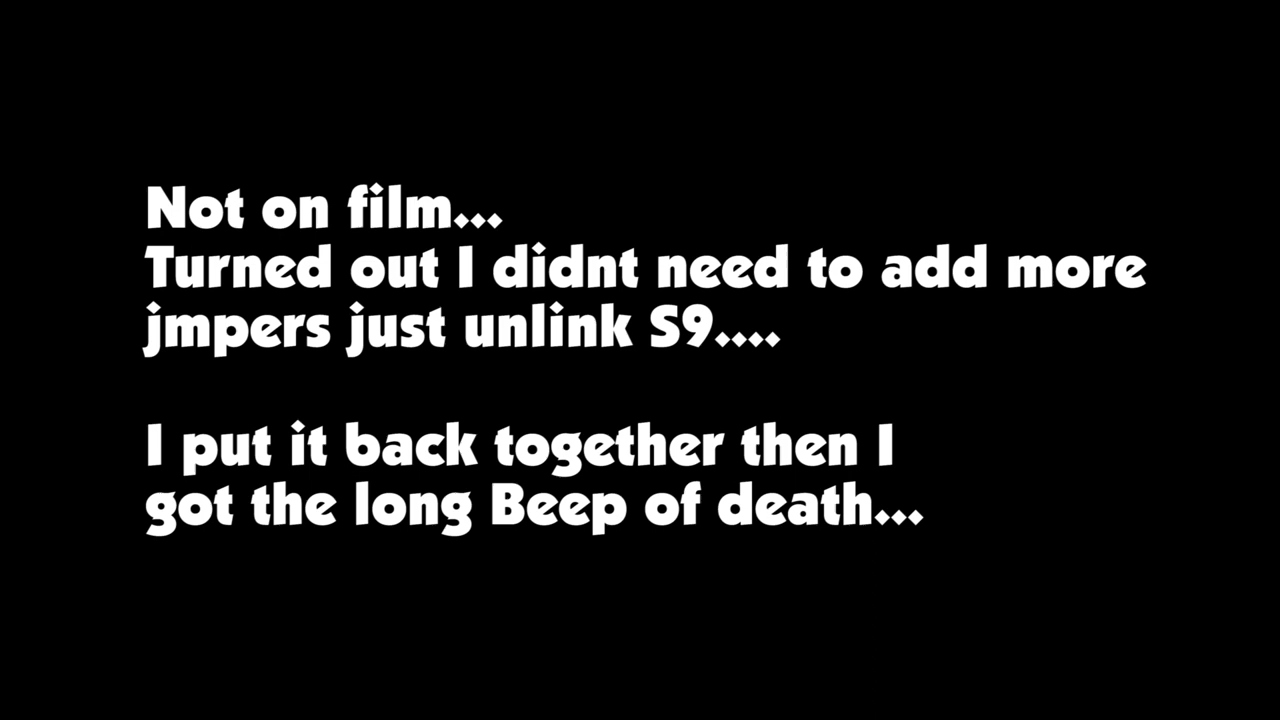 Not on film...
Turned out I didnt need to add more
jmpers just unlink S9....
I put it back together then I
got the long Beep of death...